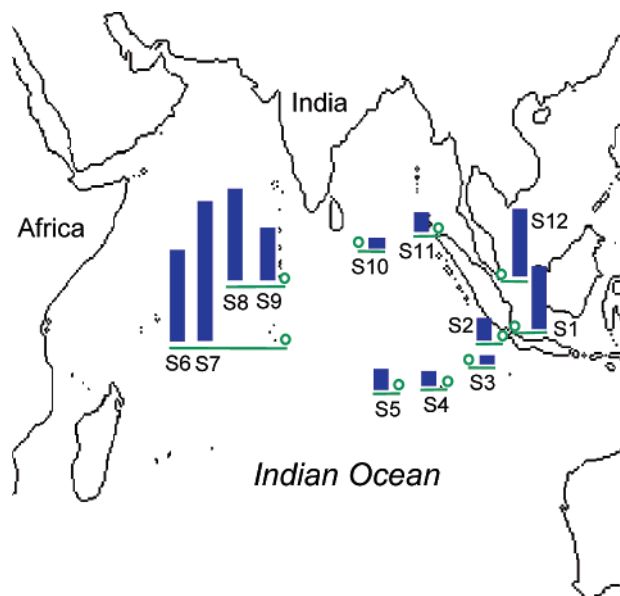 India
Africa
S12
S11
S10
S8
S9
S2
S1
S6
S7
S3
S5
S4
Indian Ocean